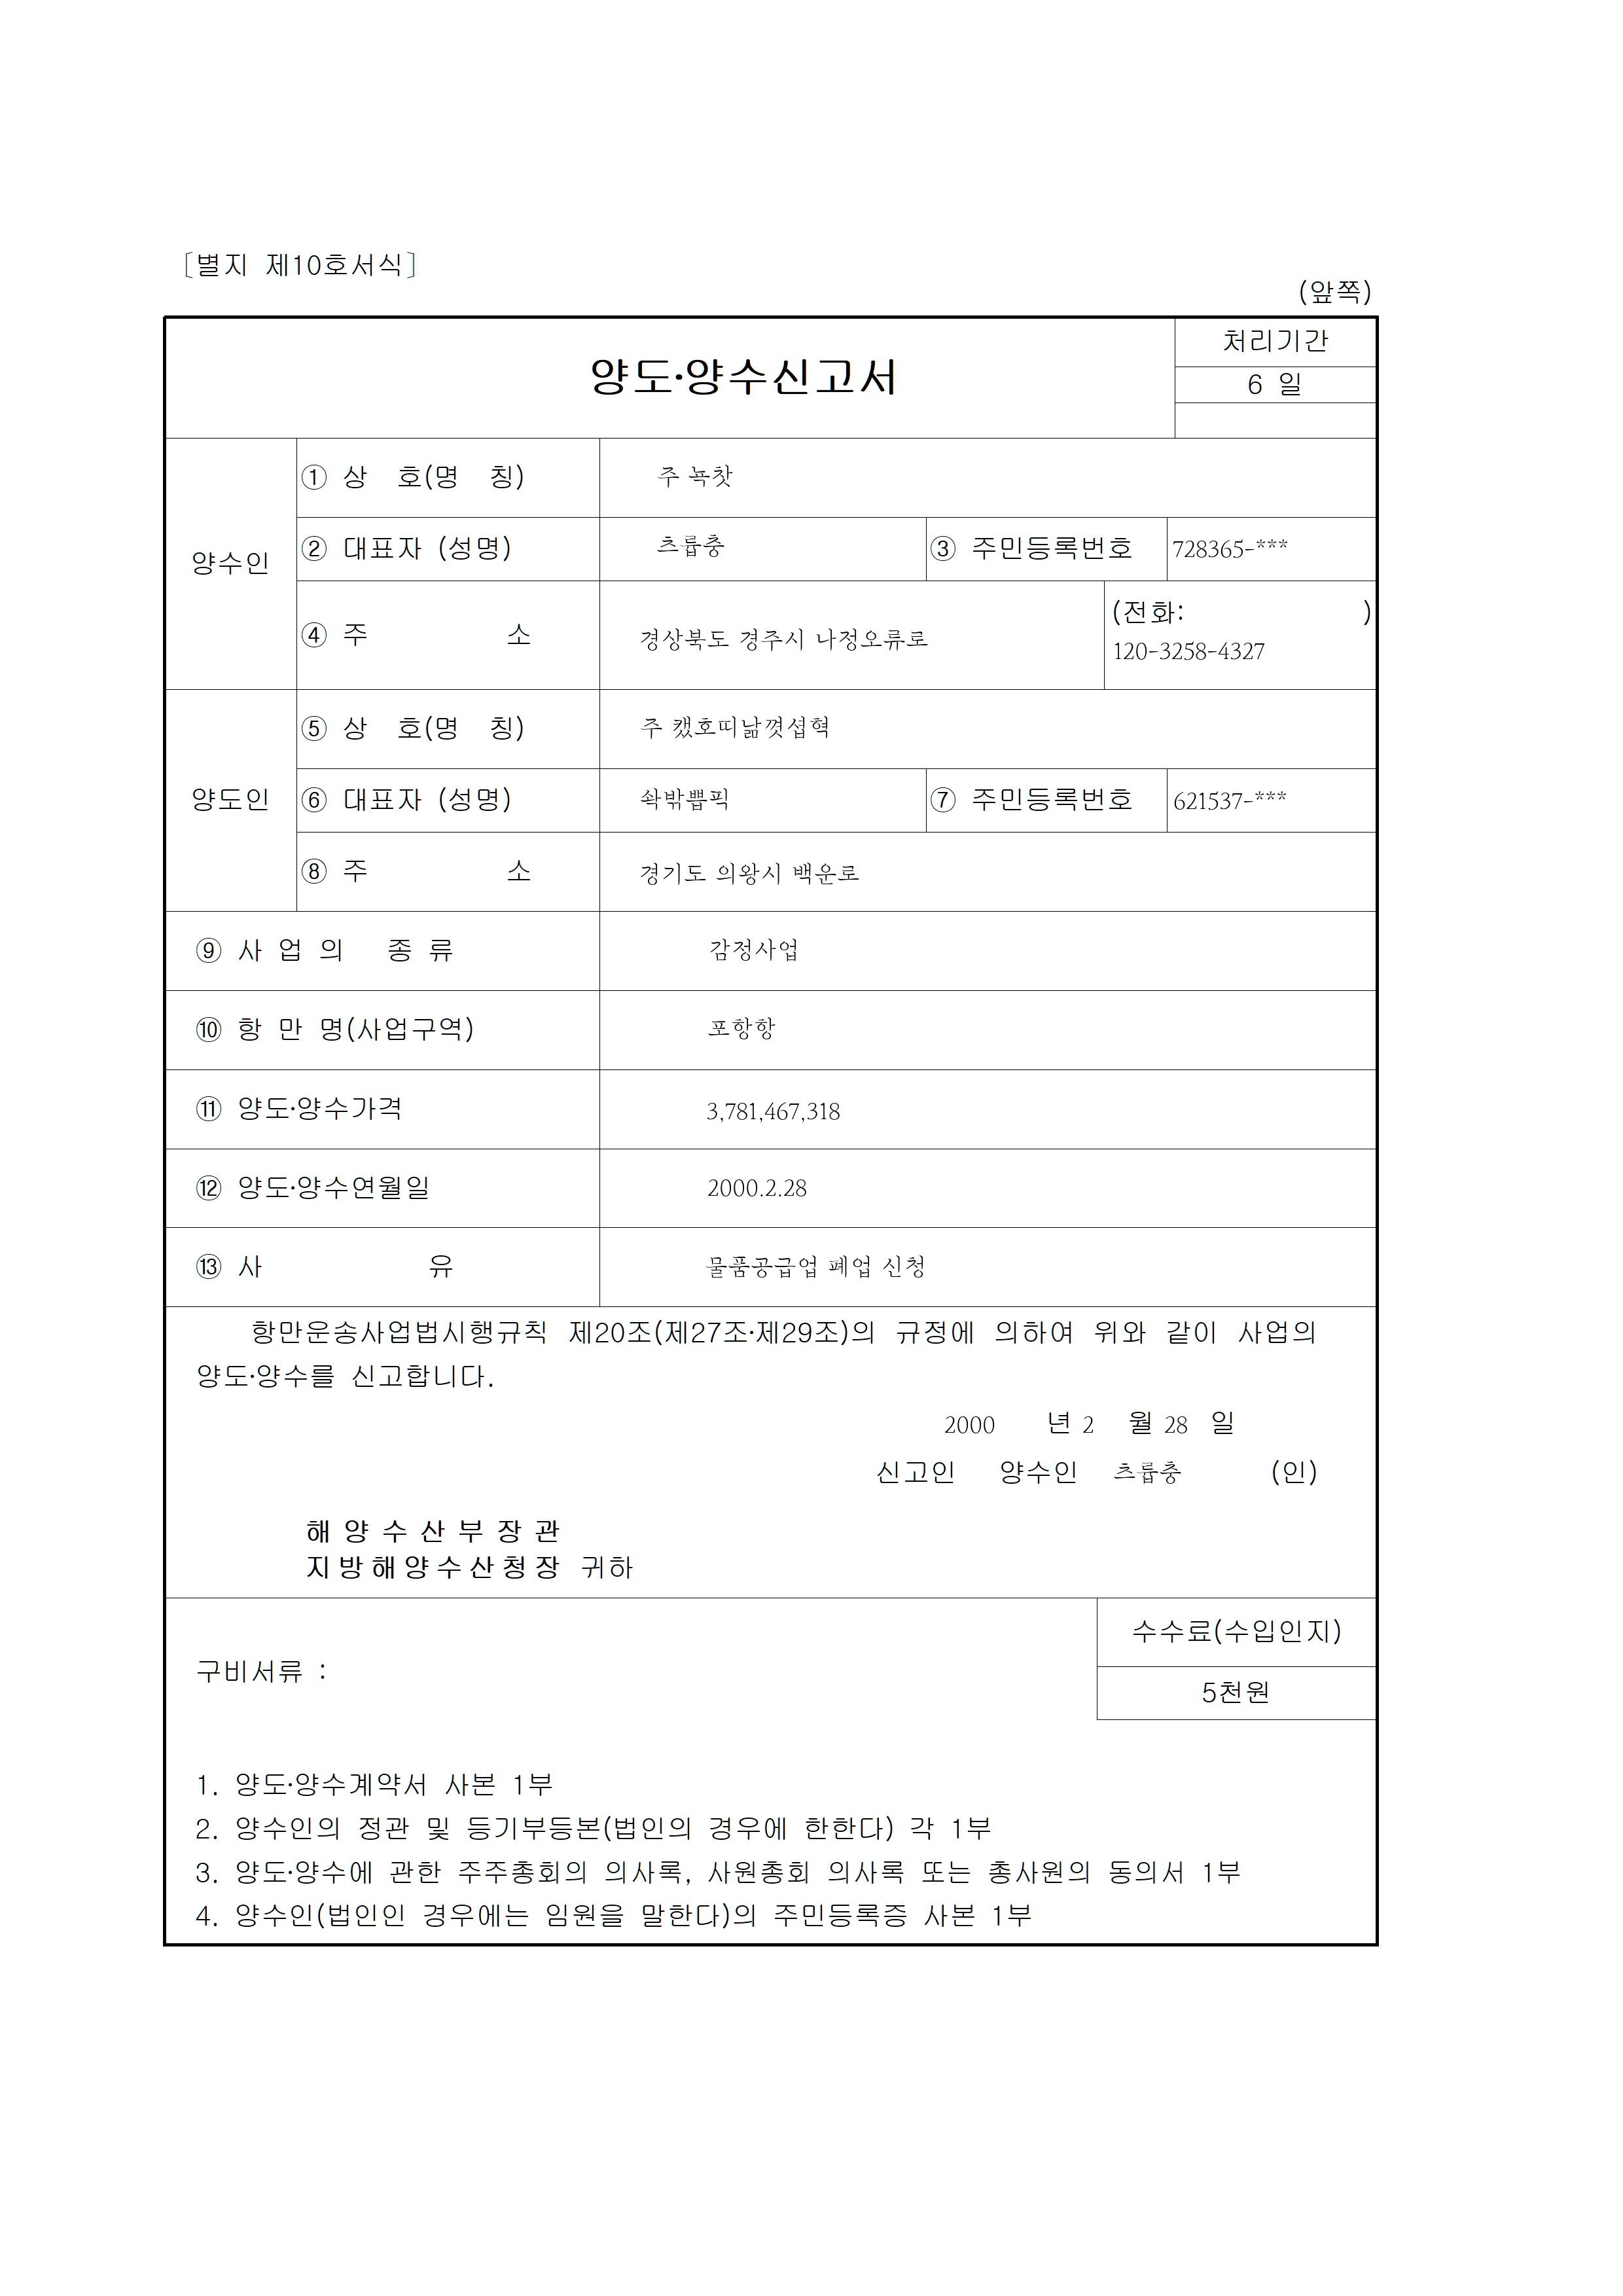 [별지 제10호서식]
(앞쪽)
양도·양수신고서
처리기간
6 일
양수인
① 상 호(명 칭) 주 녹찻
② 대표자 (성명) 츠륩충 ③ 주민등록번호 728365-***
④ 주 소 경상북도 경주시 나정오류로 (전화: )
120-3258-4327
양도인
⑤ 상 호(명 칭) 주 캤호띠낢꼇섭혁
⑥ 대표자 (성명) 솨밖쁩픽 ⑦ 주민등록번호 621537-***
⑧ 주 소 경기도 의왕시 백운로
⑨ 사 업 의 종 류 감정사업
⑩ 항 만 명(사업구역) 포항항
⑪ 양도·양수가격 3,781,467,318
⑫ 양도·양수연월일 2000.2.28
⑬ 사 유 물품공급업 폐업 신청
항만운송사업법시행규칙 제20조(제27조·제29조)의 규정에 의하여 위와 같이 사업의
양도·양수를 신고합니다.
2000 년 2 월 28 일
신고인 양수인 츠륩충 (인)
해 양 수 산 부 장 관
지방해양수산청장 귀하
구비서류 :
수수료(수입인지)
5천원
1. 양도·양수계약서 사본 1부
2. 양수인의 정관 및 등기부등본(법인의 경우에 한한다) 각 1부
3. 양도·양수에 관한 주주총회의 의사록, 사원총회 의사록 또는 총사원의 동의서 1부
4. 양수인(법인인 경우에는 임원을 말한다)의 주민등록증 사본 1부